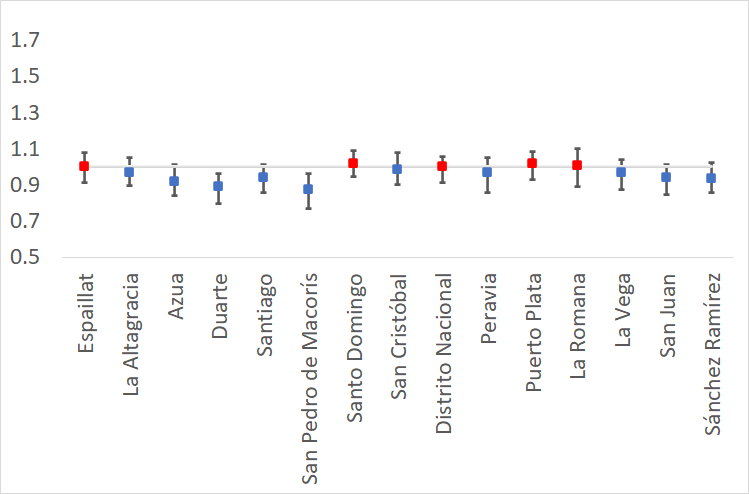 1.7
1.5
1.3
1.1
0.9
0.7
0.5
Espaillat
La Altagracia
Azua
Duarte
Santiago
San Pedro de Macorís
Santo Domingo
San Cristóbal
Distrito Nacional
Peravia
Puerto Plata
La Romana
La Vega
San Juan
Sánchez Ramírez